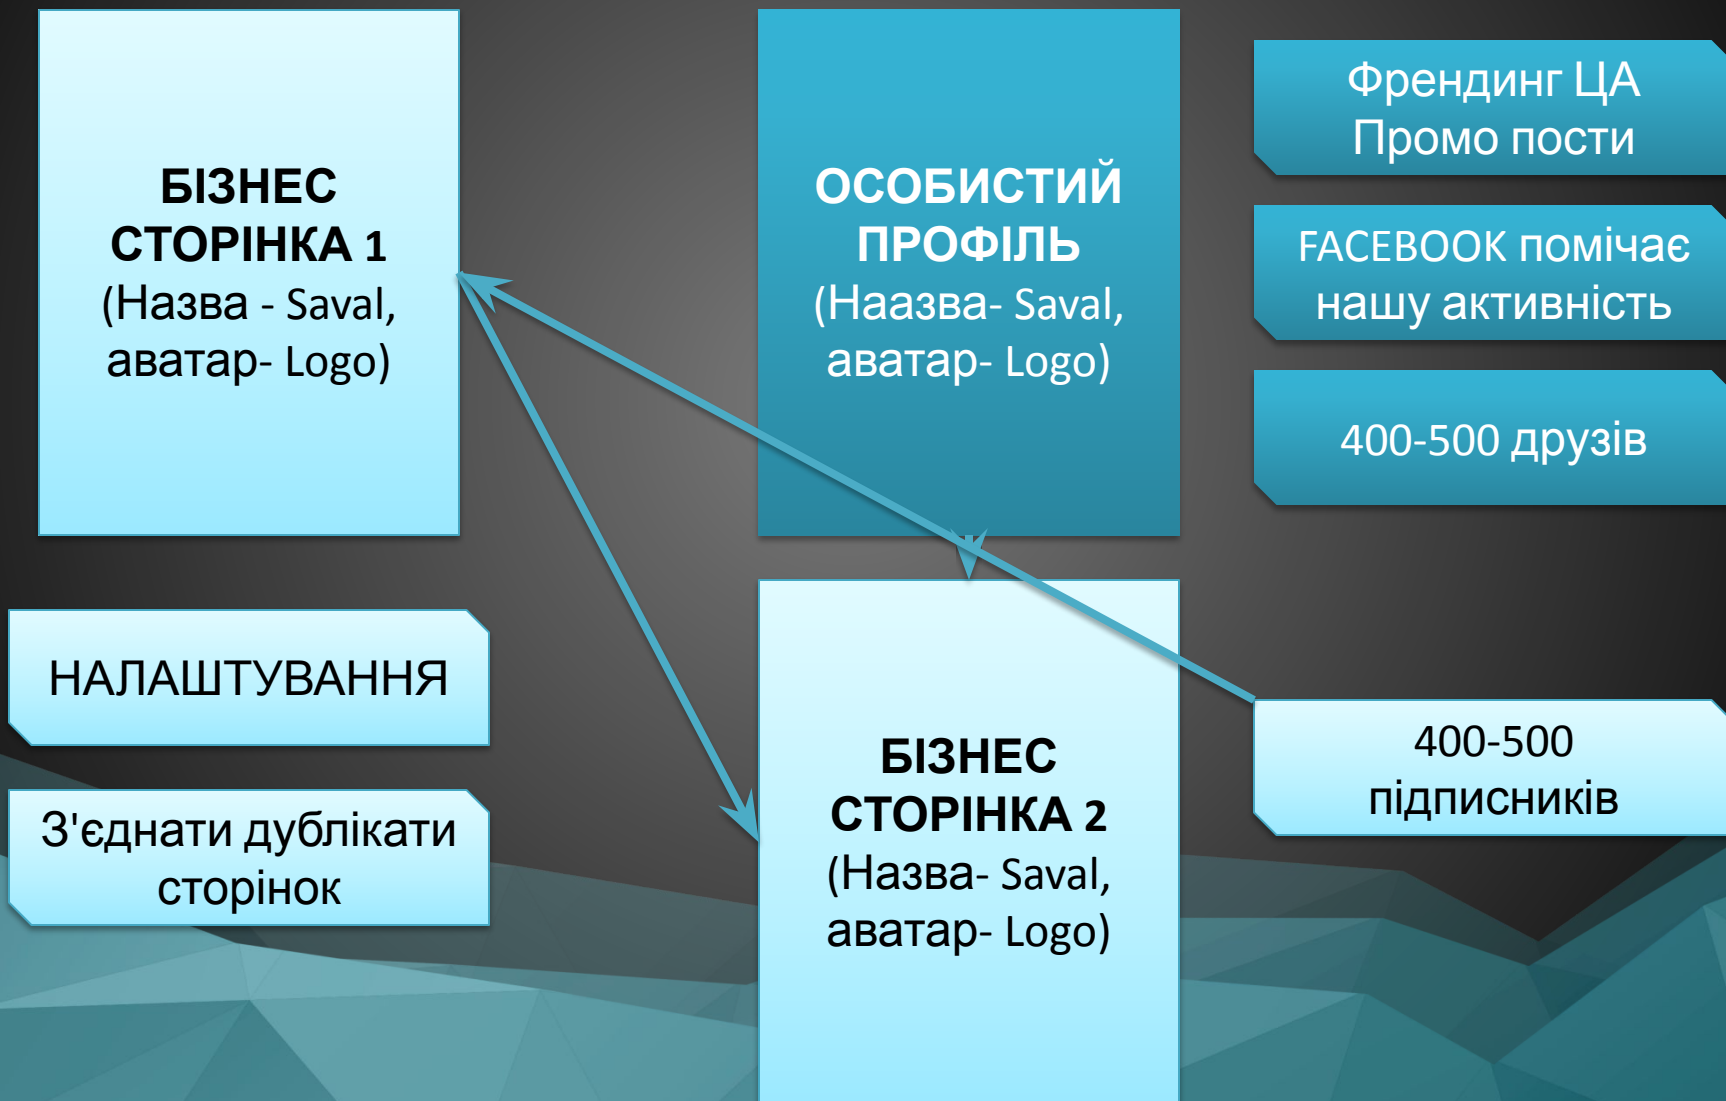 БІЗНЕС
СТОРІНКА 1
(Назва - Saval,
аватар- Logo)
ОСОБИСТИЙ
ПРОФІЛЬ
(Наазва- Saval,
аватар- Logo)
Френдинг ЦА
Промо пости
FACEBOOK помічає
нашу активність
400-500 друзів
НАЛАШТУВАННЯ
З'єднати дублікати
сторінок
БІЗНЕС
СТОРІНКА 2
(Назва- Saval,
аватар- Logo)
400-500
підписників